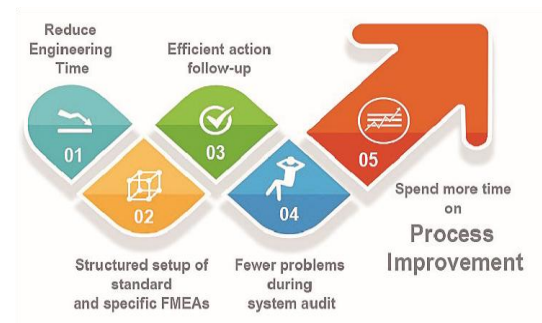 Reduce
Engineering
Time
01
Structured setup of
standard
and specific FMEAs
02
Efficient action
follow-up
03
Fewer problems
during
system audit
04
05
Spend more time
on
Process
Improvement